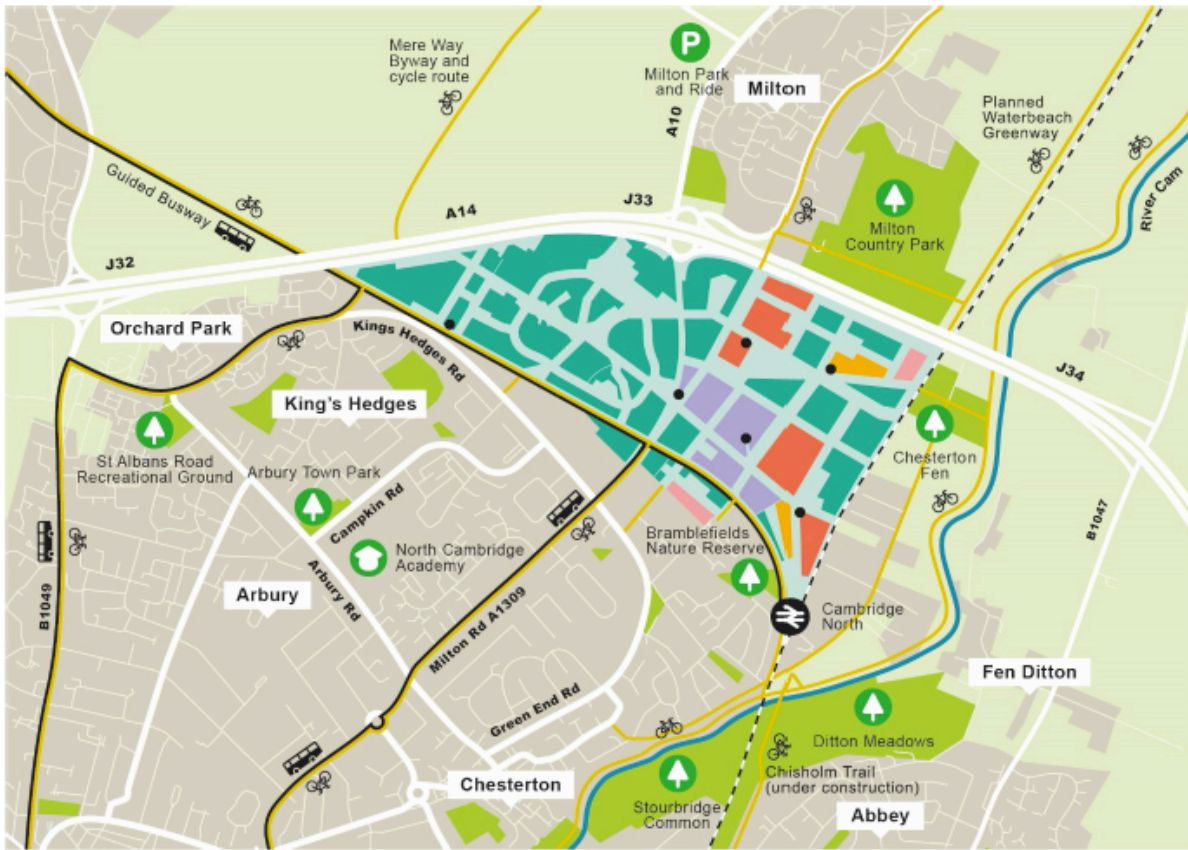 Mere Way
Byway and
cycle route
P
Milton Park
and Ride
Milton
A10
Planned
Waterbeach
Greenway
River Cam
Guided Busway
A14
J33
Milton
Country Park
J32
Orchard Park
Kings Hedges Rd
J34
King's Hedges
St Albans Road
Recreational Ground
Arbury Town Park
Campkin Rd
Chesterton
Fen
B1047
B1049
North Cambridge
Academy
Bramblefields
Nature Reserve
Arbury
Arbury Rd
Milton Rd A1309
Cambridge
North
Fen Ditton
Green End Rd
Ditton Meadows
Chesterton
Chisholm Trail
(under construction)
Stourbridge
Common
Abbey